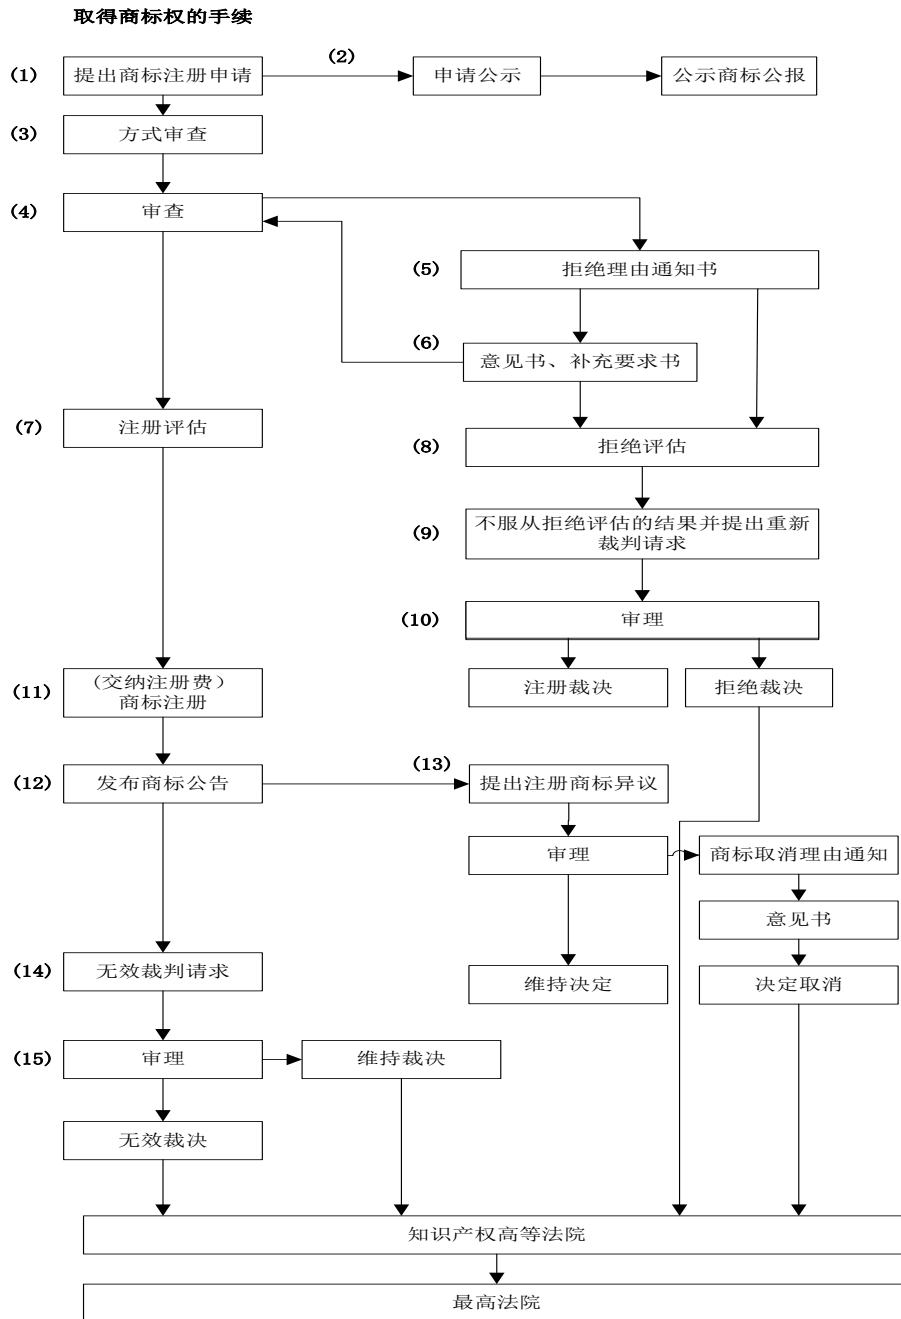 取得商标权的手续
(2)
(1) 提出商标注册申请 申请公示 公示商标公报
(3) 方式审查
(4) 审查
(5) 拒绝理由通知书
(6) 意见书、补充要求书
(7) 注册评估
(8) 拒绝评估
(9) 不服从拒绝评估的结果并提出重新
裁判请求
(10) 审理
(11) (交纳注册费)
商标注册
注册裁决 拒绝裁决
(12) 发布商标公告 (13) 提出注册商标异议
审理 商标取消理由通知
意见书
(14) 无效裁判请求 维持决定 决定取消
(15) 审理 维持裁决
无效裁决
知识产权高等法院
最高法院